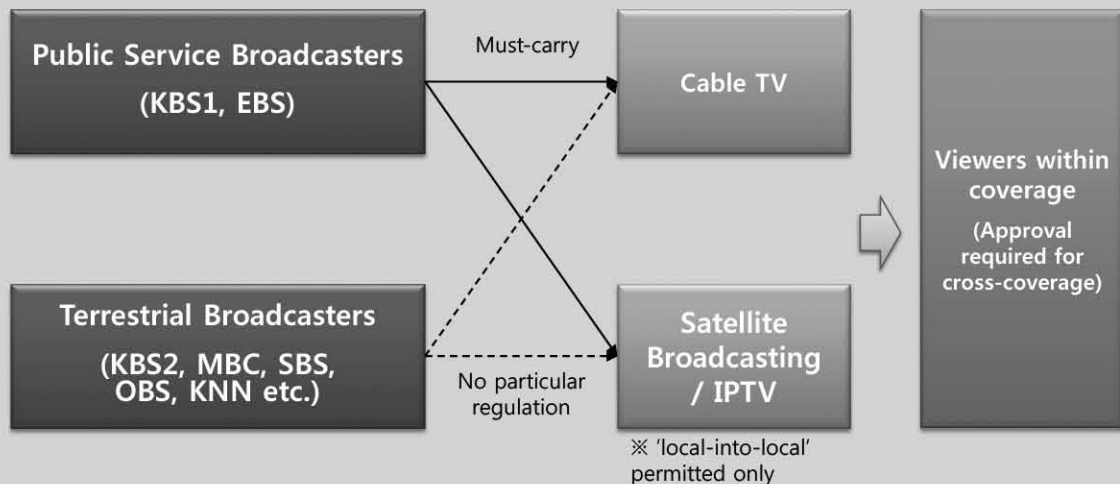 Public Service Broadcasters
(KBS1, EBS)
Must-carry
Cable TV
Viewers within
coverage
(Approval
required for
cross-coverage)
Terrestrial Broadcasters
(KBS2, MBC, SBS,
OBS, KNN etc.)
No particular
regulation
Satellite
Broadcasting
/ IPTV
※ 'local-into-local'
permitted only